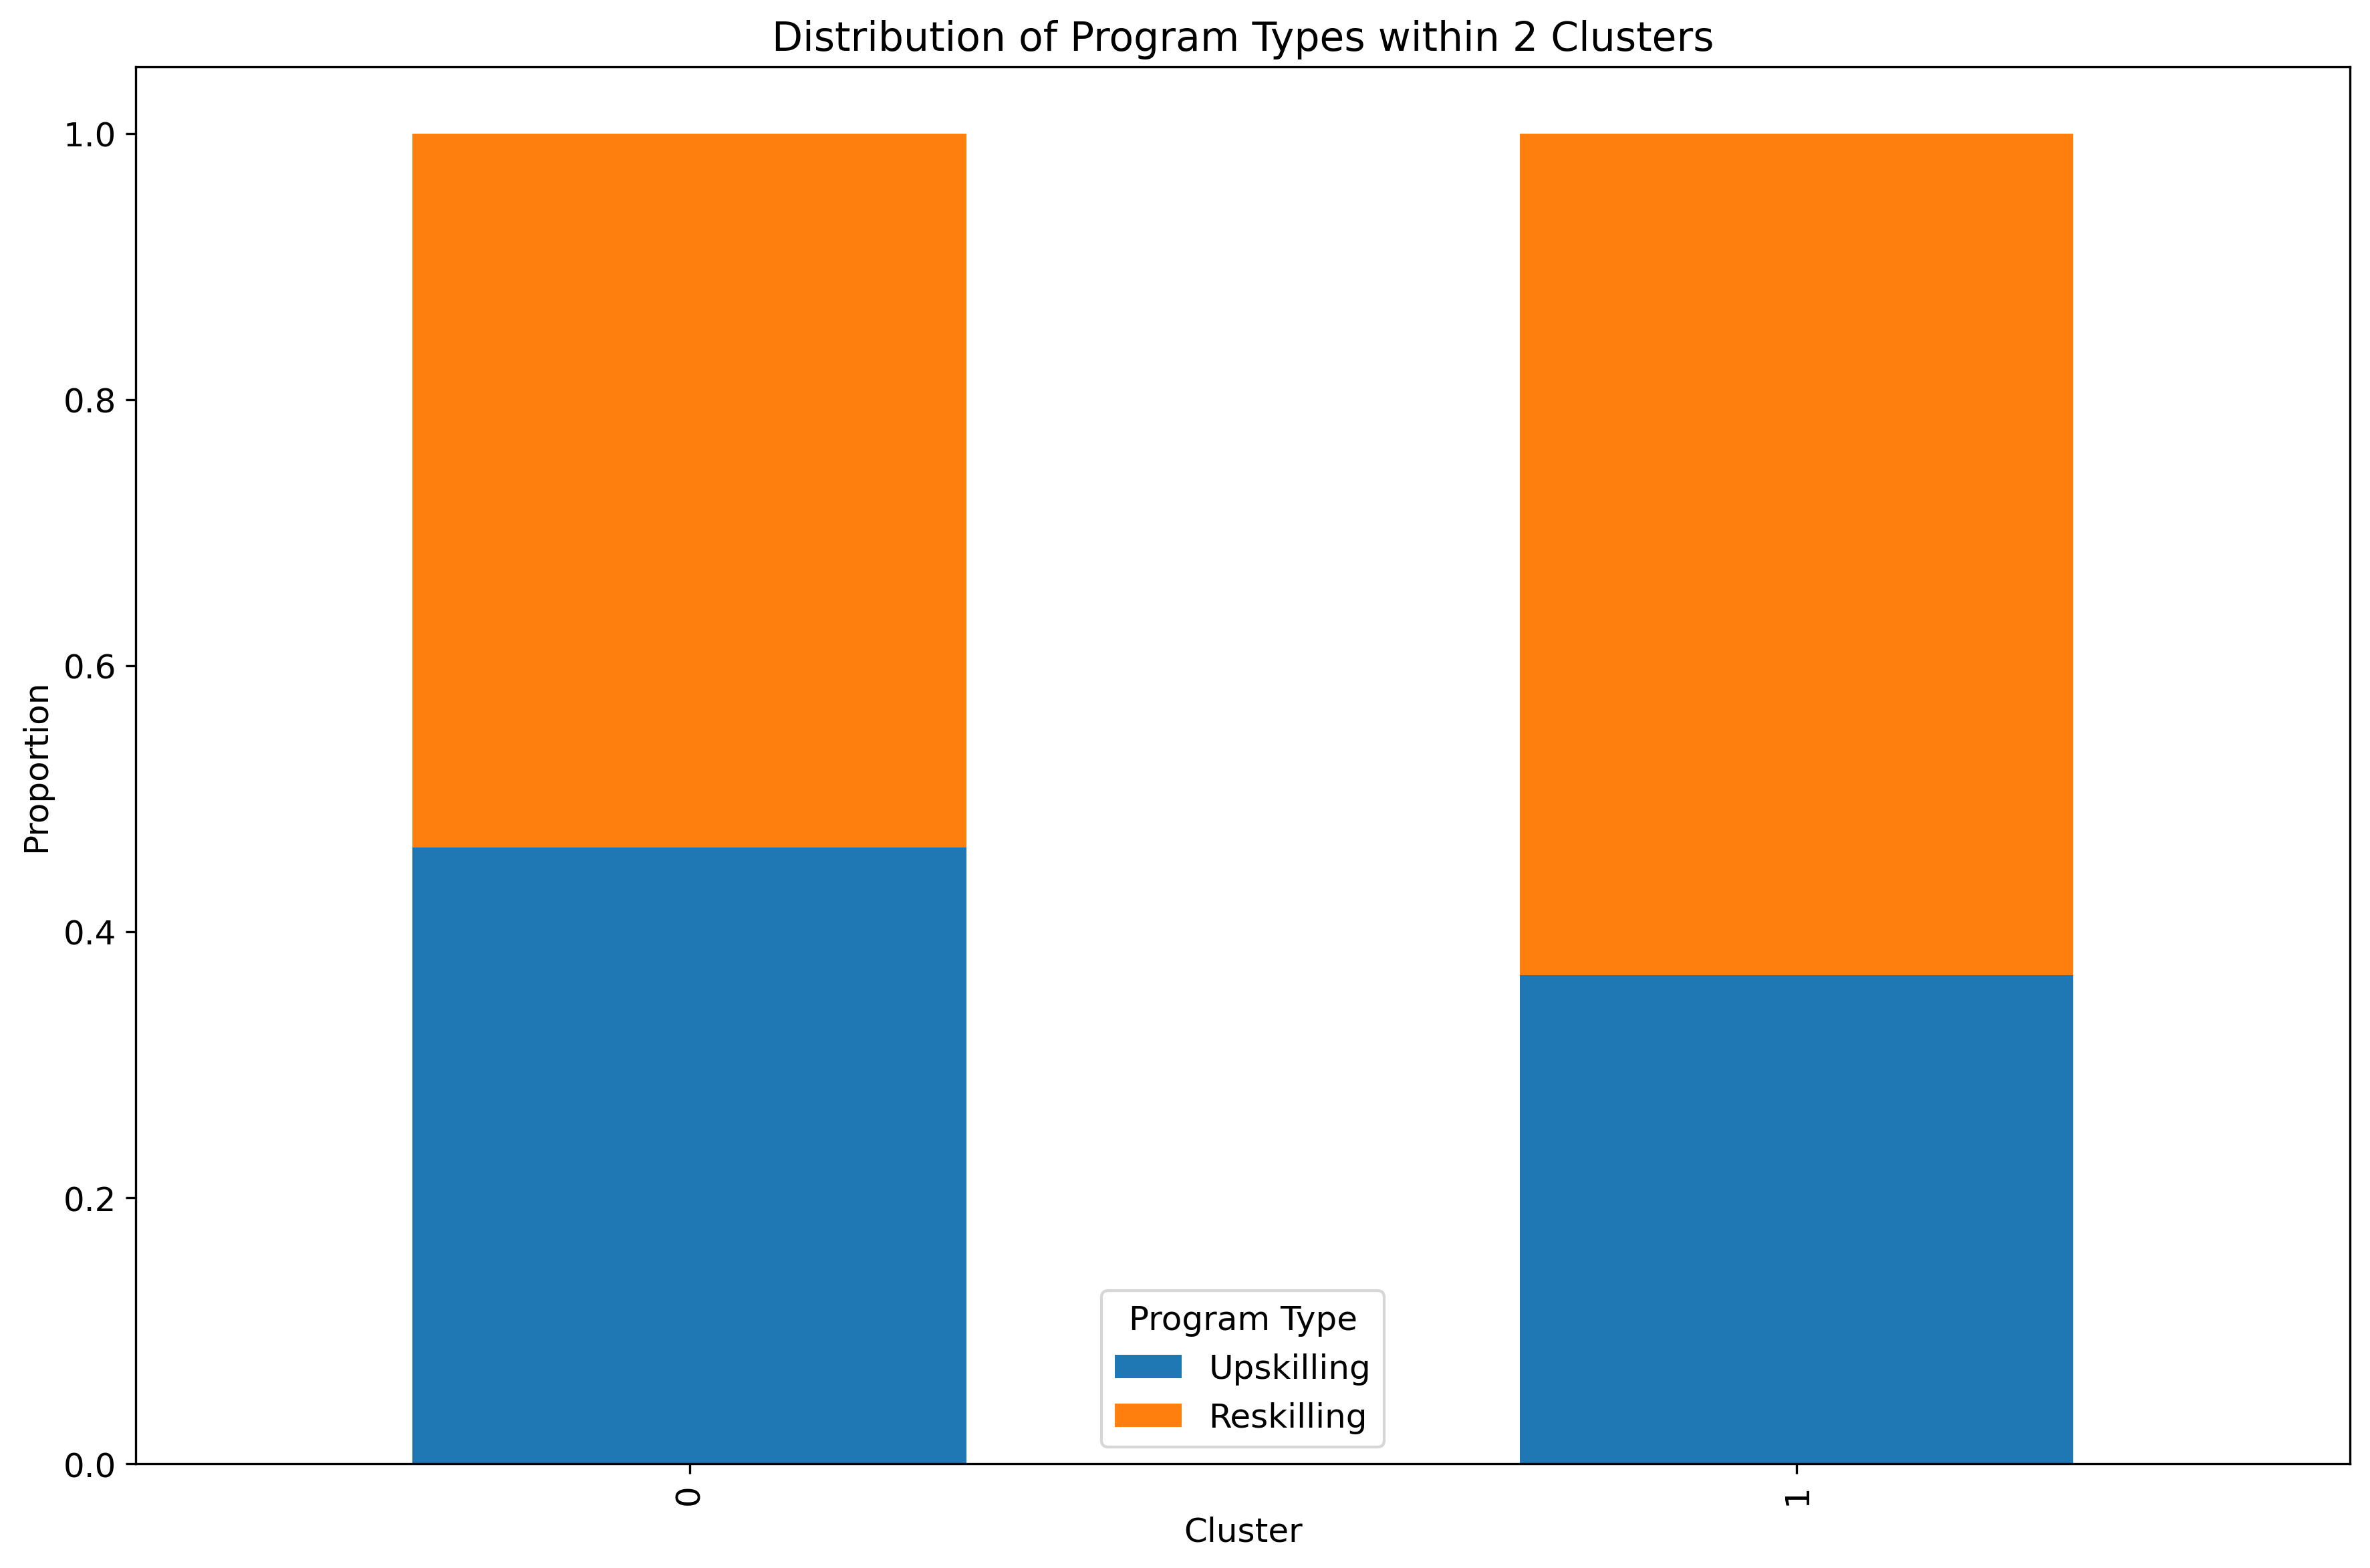 Distribution of Program Types within 2 Clusters
1.0
0.8
0.6
0.4
0.2
0.0
Proportion
Program Type
Upskilling
Reskilling
0
1
Cluster